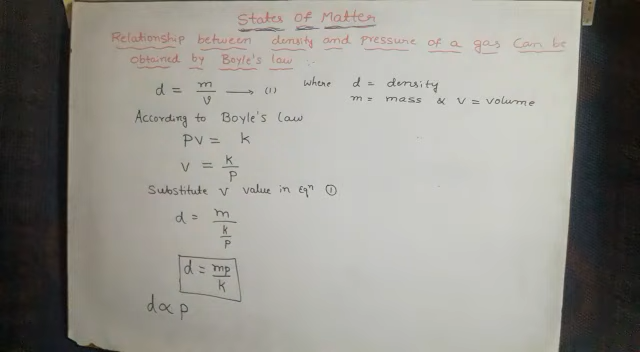 States Of Matter
Relationship between density and pressure of a gas can be
obtained by Boyle's law
d = m/v ⟶ (1) where d = density
m = mass & v = volume
According to Boyle's law
PV = k
v = k/P
Substitute v value in Eqn ①
d = m/(k/P)
d = mp/k
d ∝ p